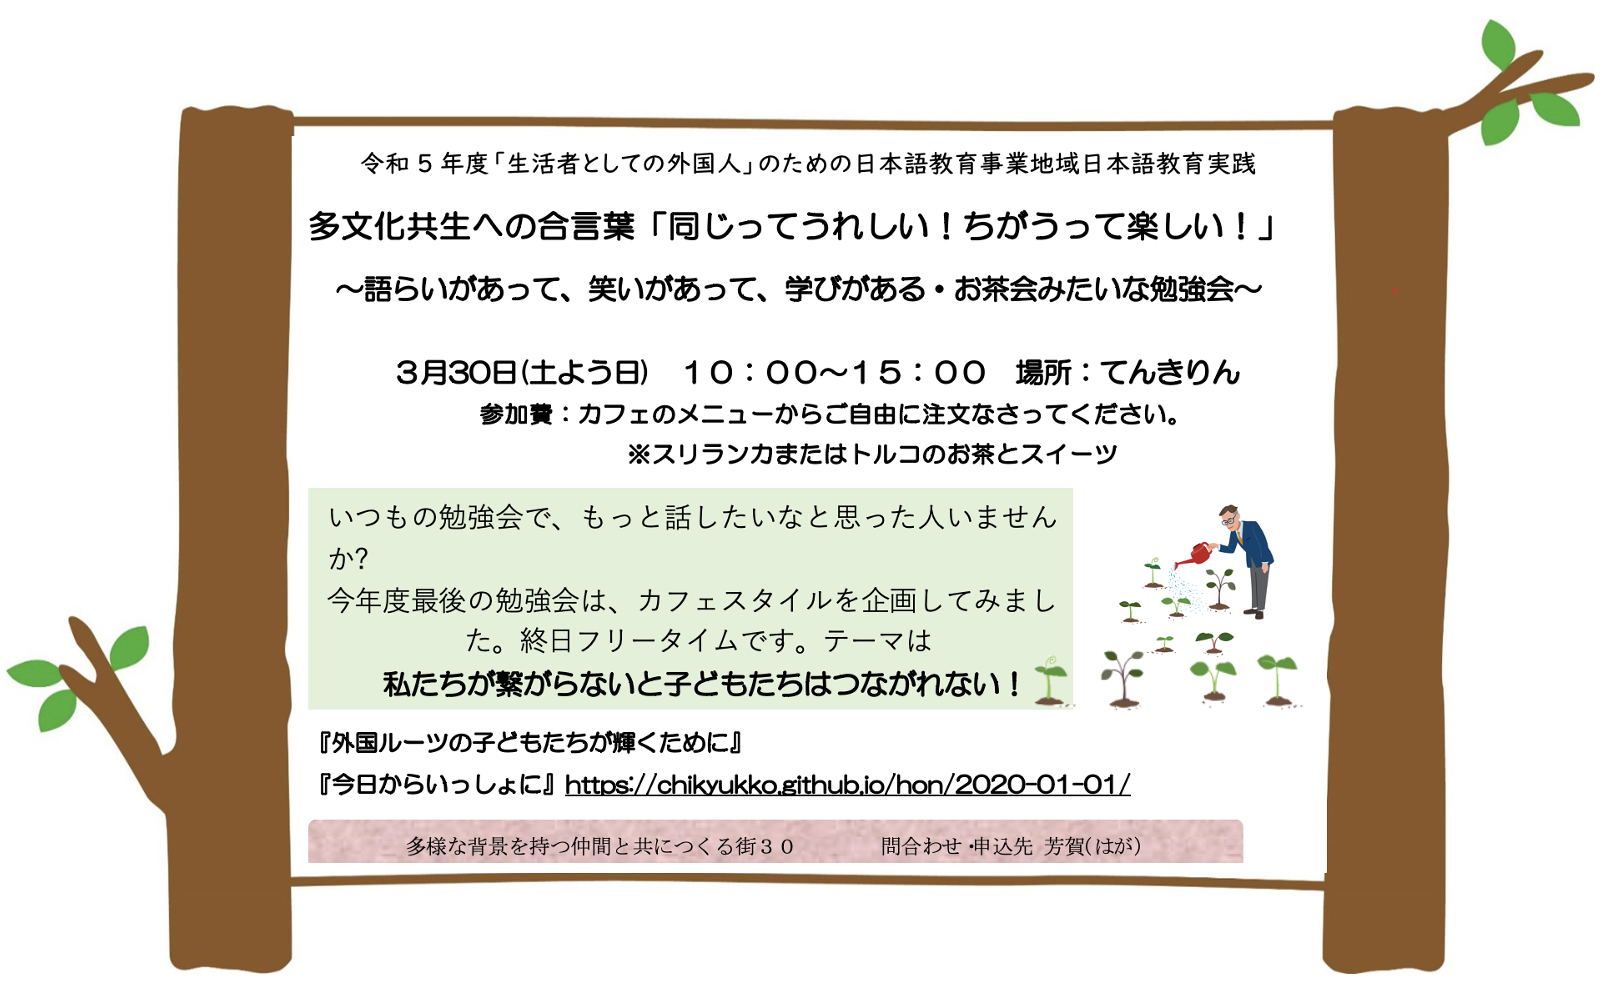 令和5年度「生活者としての外国人」のための日本語教育事業地域日本語教育実践
多文化共生への合言葉「同じってうれしい！ちがうって楽しい！」
～語らいがあって、笑いがあって、学びがある・お茶会みたいな勉強会～
３月30日(土よう日)　１０：００～１５：００　場所：てんきりん
参加費：カフェのメニューからご自由に注文なさってください。
※スリランカまたはトルコのお茶とスイーツ
いつもの勉強会で、もっと話したいなと思った人いません
か?
今年度最後の勉強会は、カフェスタイルを企画してみまし
た。終日フリータイムです。テーマは
私たちが繋がらないと子どもたちはつながれない！
『外国ルーツの子どもたちが輝くために』
『今日からいっしょに』https://chikyukko.github.io/hon/2020-01-01/
多様な背景を持つ仲間と共につくる街３０　　　　問合わせ・申込先　芳賀(はが)